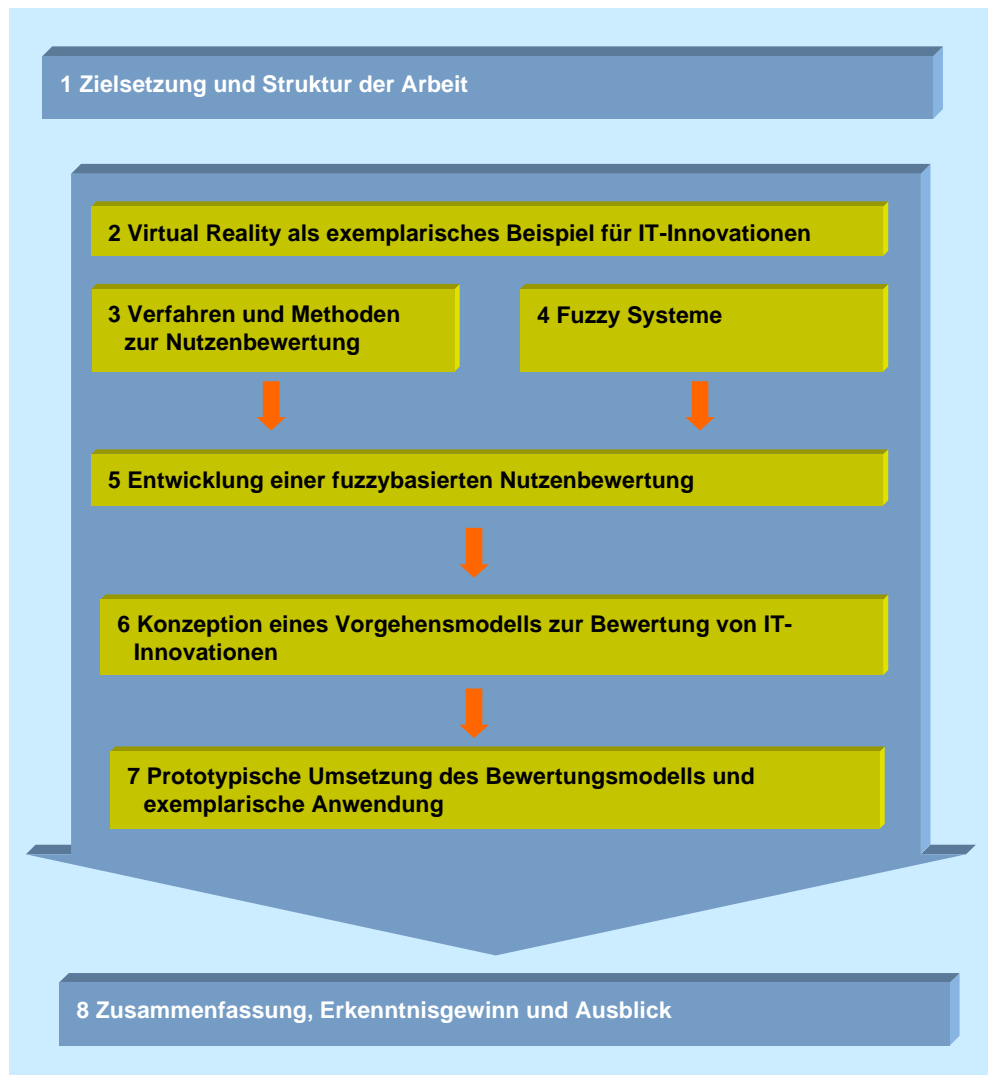 1 Zielsetzung und Struktur der Arbeit
2 Virtual Reality als exemplarisches Beispiel für IT-Innovationen
3 Verfahren und Methoden
zur Nutzenbewertung
4 Fuzzy Systeme
5 Entwicklung einer fuzzybasierten Nutzenbewertung
6 Konzeption eines Vorgehensmodells zur Bewertung von IT-
Innovationen
7 Prototypische Umsetzung des Bewertungsmodells und
exemplarische Anwendung
8 Zusammenfassung, Erkenntnisgewinn und Ausblick